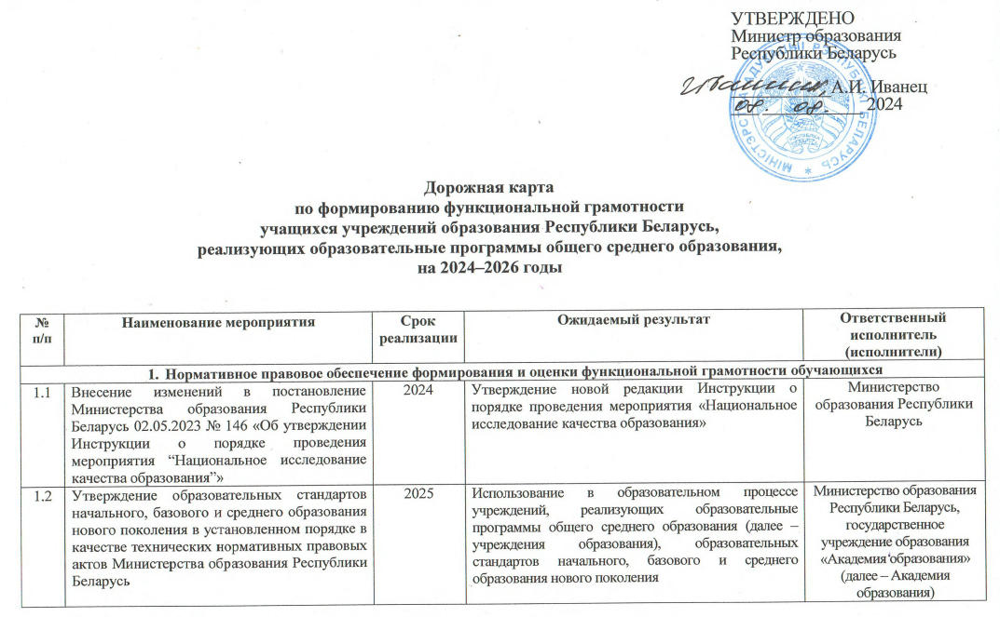 УТВЕРЖДЕНО
Министр образования
Республики Беларусь
А.И. Иванец
08. 08. 2024
МІНІСТЭРСТВА АДУКАЦЫІ РЭСПУБЛІКІ БЕЛАРУСЬ *
Дорожная карта
по формированию функциональной грамотности
учащихся учреждений образования Республики Беларусь,
реализующих образовательные программы общего среднего образования,
на 2024–2026 годы
№
п/п
Наименование мероприятия
Срок
реализации
Ожидаемый результат
Ответственный
исполнитель
(исполнители)
1. Нормативное правовое обеспечение формирования и оценки функциональной грамотности обучающихся
1.1
Внесение изменений в постановление
Министерства образования Республики
Беларусь 02.05.2023 № 146 «Об утверждении
Инструкции о порядке проведения
мероприятия “Национальное исследование
качества образования”»
2024
Утверждение новой редакции Инструкции о
порядке проведения мероприятия «Национальное
исследование качества образования»
Министерство
образования Республики
Беларусь
1.2
Утверждение образовательных стандартов
начального, базового и среднего образования
нового поколения в установленном порядке в
качестве технических нормативных правовых
актов Министерства образования Республики
Беларусь
2025
Использование в образовательном процессе
учреждений, реализующих образовательные
программы общего среднего образования (далее –
учреждения образования), образовательных
стандартов начального, базового и среднего
образования нового поколения
Министерство образования
Республики Беларусь,
государственное
учреждение образования
«Академия образования»
(далее – Академия
образования)